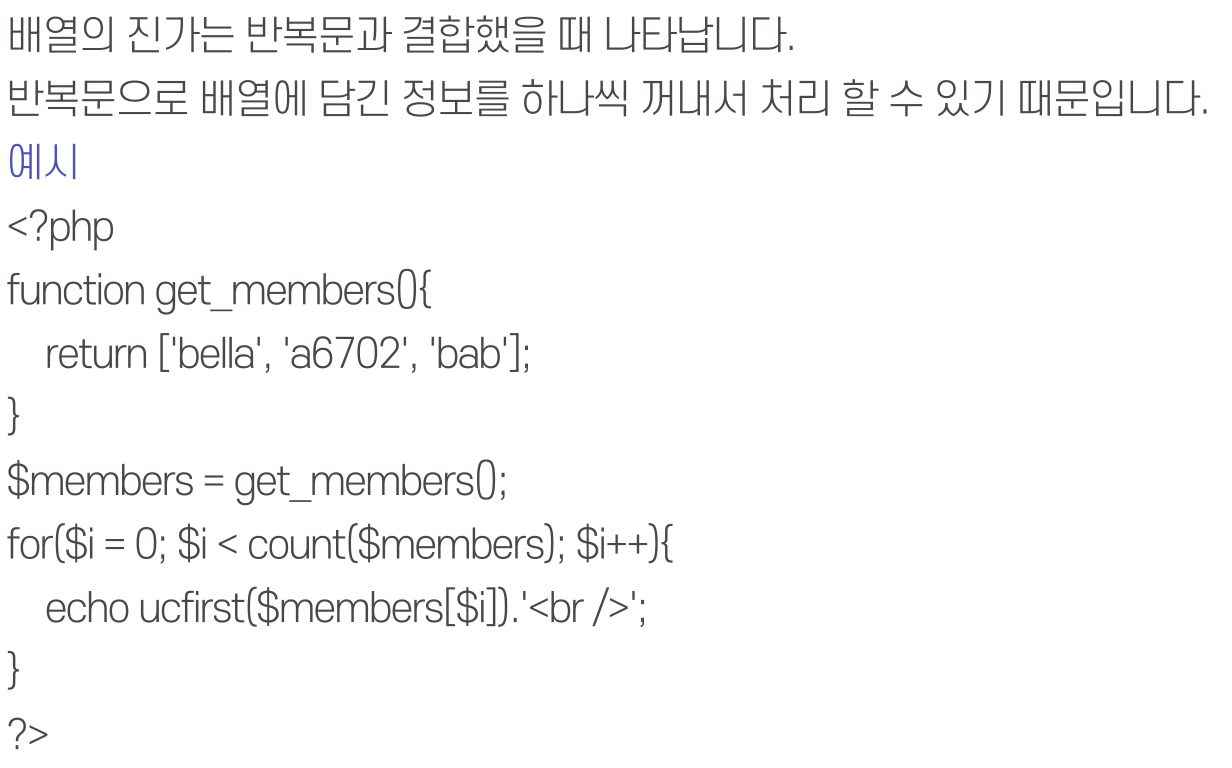 배열의 진가는 반복문과 결합했을 때 나타납니다.
반복문으로 배열에 담긴 정보를 하나씩 꺼내서 처리 할 수 있기 때문입니다.
예시
<?php
function get_members(){
    return ['bella', 'a6702', 'bab'];
}
$members = get_members();
for($i = 0; $i < count($members); $i++){
    echo ucfirst($members[$i]).'<br />';
}
?>